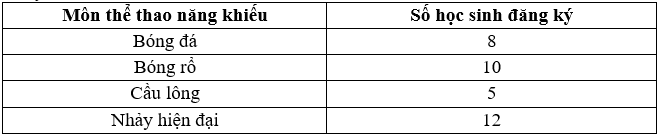 Môn thể thao năng khiếu Số học sinh đăng ký
Bóng đá 8
Bóng rổ 10
Cầu lông 5
Nhảy hiện đại 12